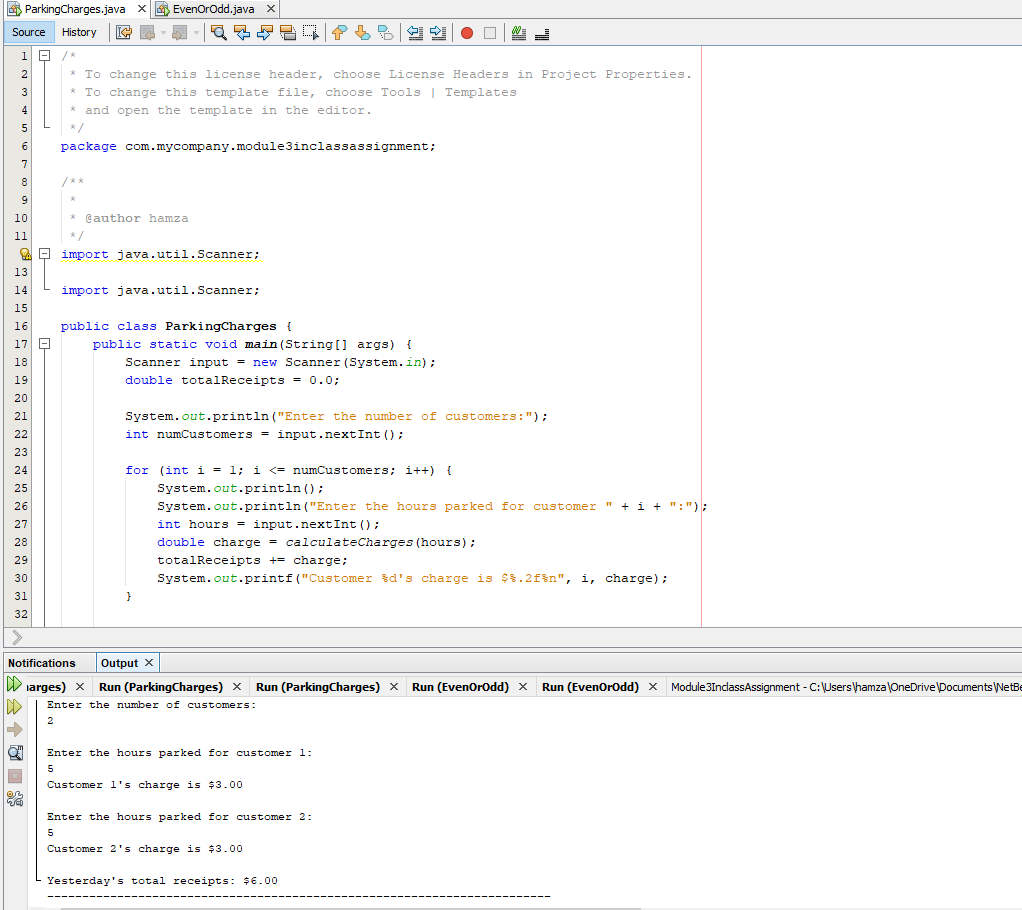 ParkingCharges.java EvenOrOdd.java
Source History
1 /*
2  * To change this license header, choose License Headers in Project Properties.
3  * To change this template file, choose Tools | Templates
4  * and open the template in the editor.
5  */
6 package com.mycompany.module3inclassassignment;
7
8 /**
9  *
10  * @author hamza
11  */
import java.util.Scanner;
13
14 import java.util.Scanner;
15
16 public class ParkingCharges {
17     public static void main(String[] args) {
18         Scanner input = new Scanner(System.in);
19         double totalReceipts = 0.0;
20
21         System.out.println("Enter the number of customers:");
22         int numCustomers = input.nextInt();
23
24         for (int i = 1; i <= numCustomers; i++) {
25             System.out.println();
26             System.out.println("Enter the hours parked for customer " + i + ":");
27             int hours = input.nextInt();
28             double charge = calculateCharges(hours);
29             totalReceipts += charge;
30             System.out.printf("Customer %d's charge is $%.2f%n", i, charge);
31         }
32
Notifications Output
arges) Run (ParkingCharges) Run (ParkingCharges) Run (EvenOrOdd) Run (EvenOrOdd) Module3InclassAssignment - C:\Users\hamza\OneDrive\Documents\NetBe
Enter the number of customers:
2
Enter the hours parked for customer 1:
5
Customer 1's charge is $3.00
Enter the hours parked for customer 2:
5
Customer 2's charge is $3.00
Yesterday's total receipts: $6.00
------------------------------------------------------------------------